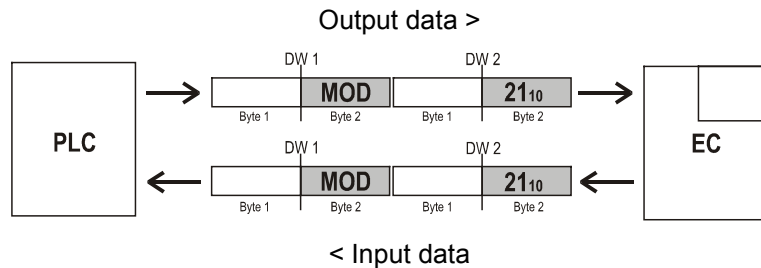 Output data >
DW 1 DW 2
MOD 21₁₀
Byte 1 Byte 2 Byte 1 Byte 2
PLC EC
DW 1 DW 2
MOD 21₁₀
Byte 1 Byte 2 Byte 1 Byte 2
< Input data